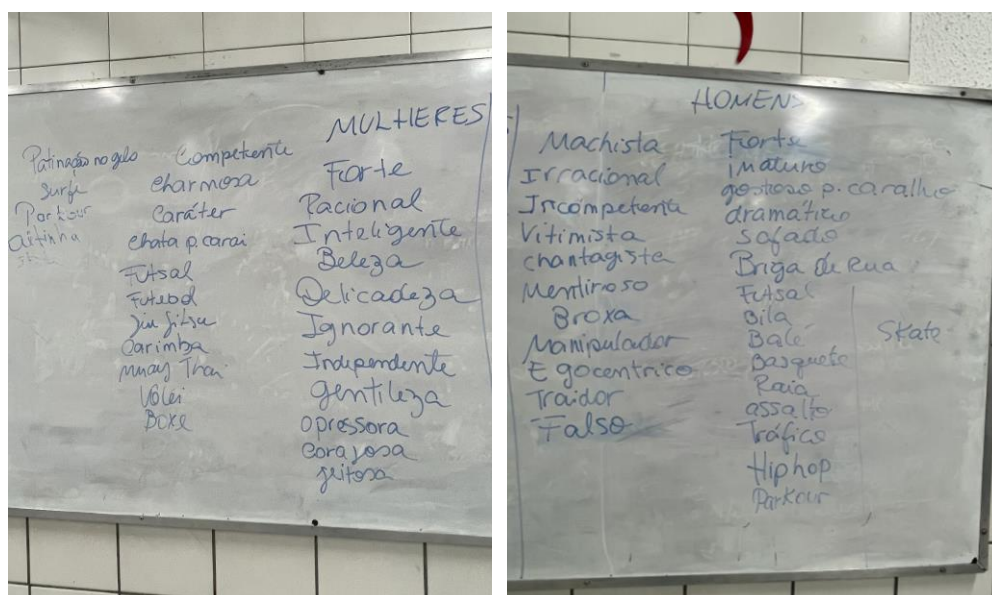 MULHERES
Patinação no gelo
Surfe
Parkour
Competente
Charmosa
Caráter
Chata p. carai
Futsal
Futebol
Jiu Jitsu
Carimba
Muay Thai
Vôlei
Boxe
Forte
Racional
Inteligente
Beleza
Delicadeza
Ignorante
Independente
gentileza
opressora
corajosa
jeitosa
HOMENS
Machista
Irracional
Incompetente
Vitimista
chantagista
Mentiroso
Broxa
Manipulador
Egocentrico
Traidor
Falso
Forte
imaturo
gostoso p. caralho
dramático
safado
Briga de Rua
Futsal
Bila
Balé
Basquete
Raia
assalto
Tráfico
Hip hop
Parkour
Skate